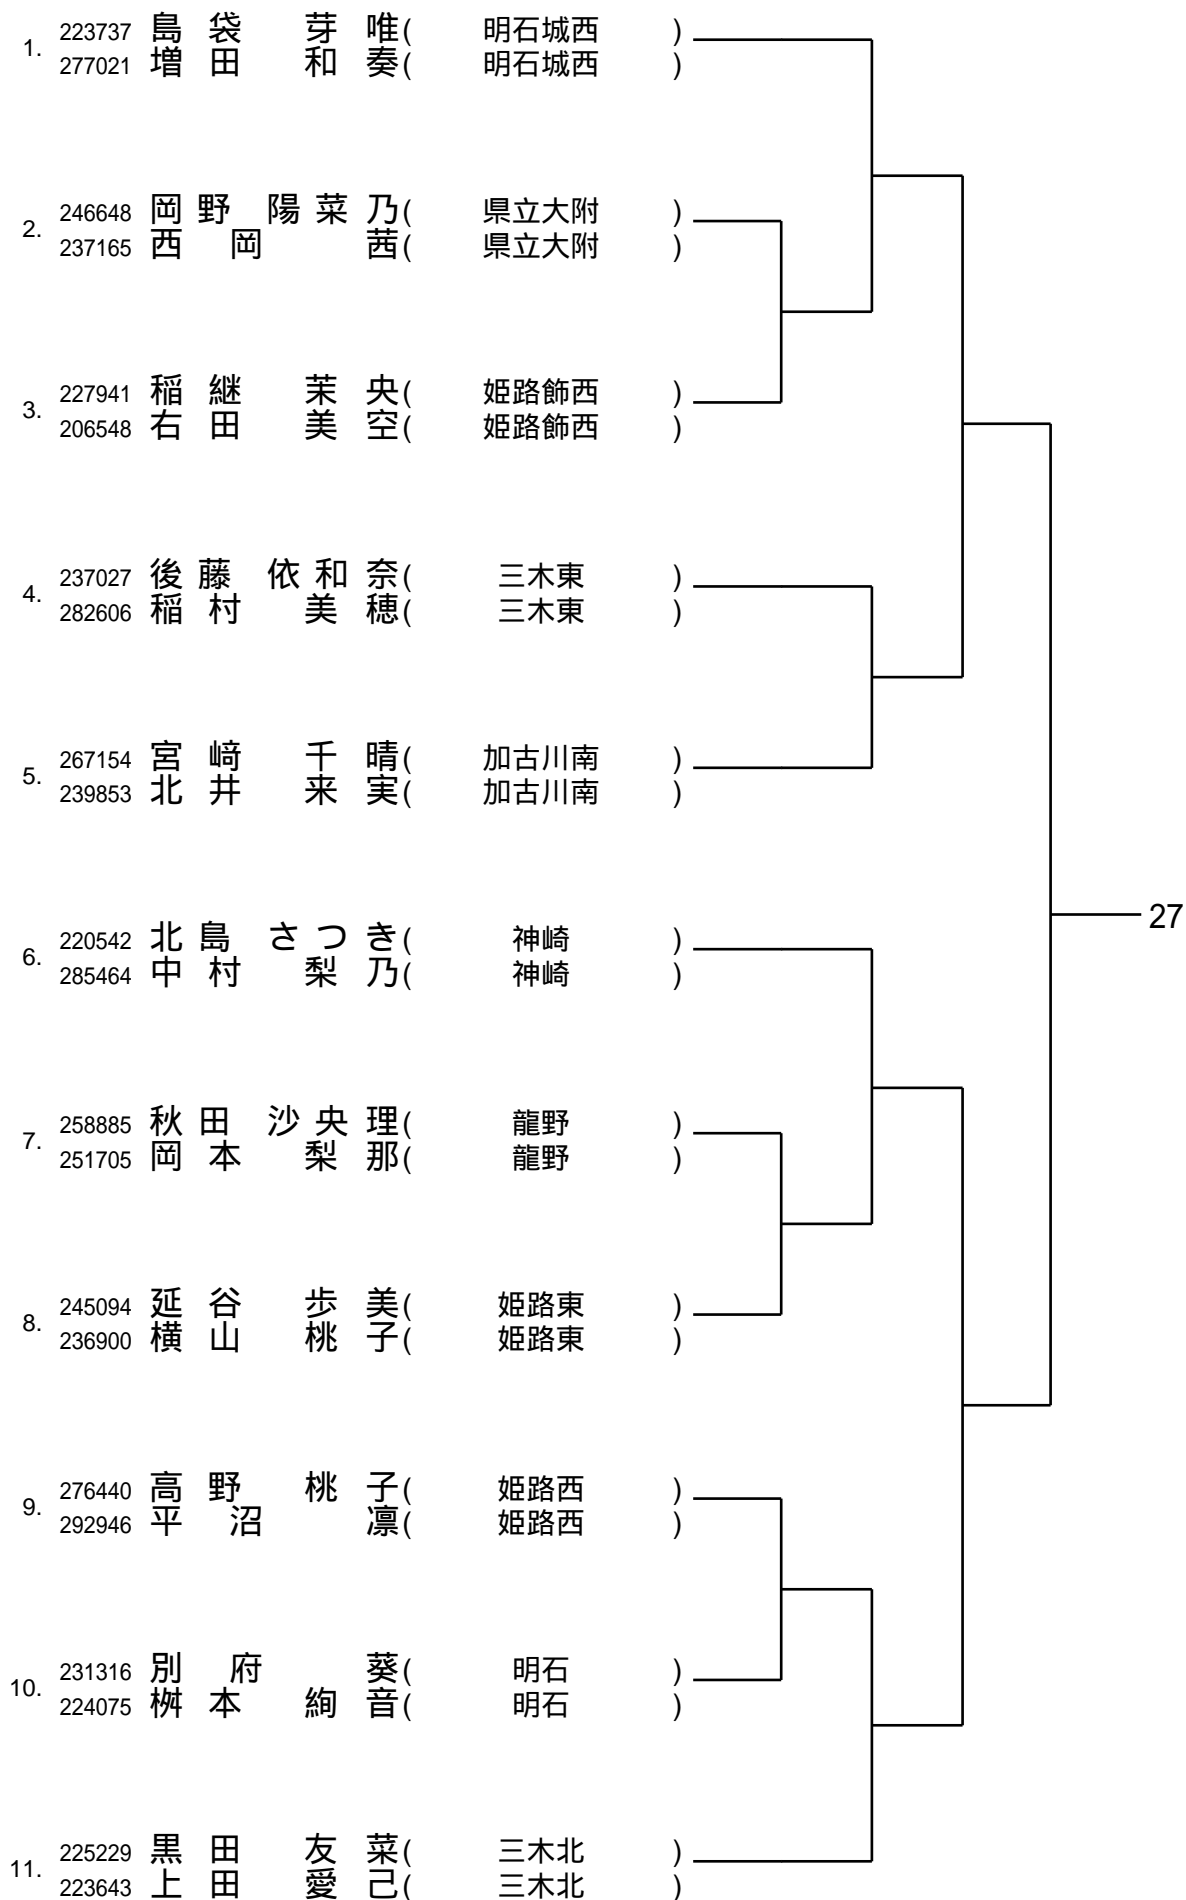 1. 223737 島袋 芽唯( 明石城西 )
277021 増田 和奏( 明石城西 )
2. 246648 岡野 陽菜乃( 県立大附 )
237165 西岡 茜( 県立大附 )
3. 227941 稲継 茉央( 姫路飾西 )
206548 右田 美空( 姫路飾西 )
4. 237027 後藤 依和奈( 三木東 )
282606 稲村 美穂( 三木東 )
5. 267154 宮﨑 千晴( 加古川南 )
239853 北井 来実( 加古川南 )
27
6. 220542 北島 さつき( 神崎 )
285464 中村 梨乃( 神崎 )
7. 258885 秋田 沙央理( 龍野 )
251705 岡本 梨那( 龍野 )
8. 245094 延谷 歩美( 姫路東 )
236900 横山 桃子( 姫路東 )
9. 276440 高野 桃子( 姫路西 )
292946 平沼 凛( 姫路西 )
10. 231316 別府 葵( 明石 )
224075 桝本 絢音( 明石 )
11. 225229 黒田 友菜( 三木北 )
223643 上田 愛己( 三木北 )